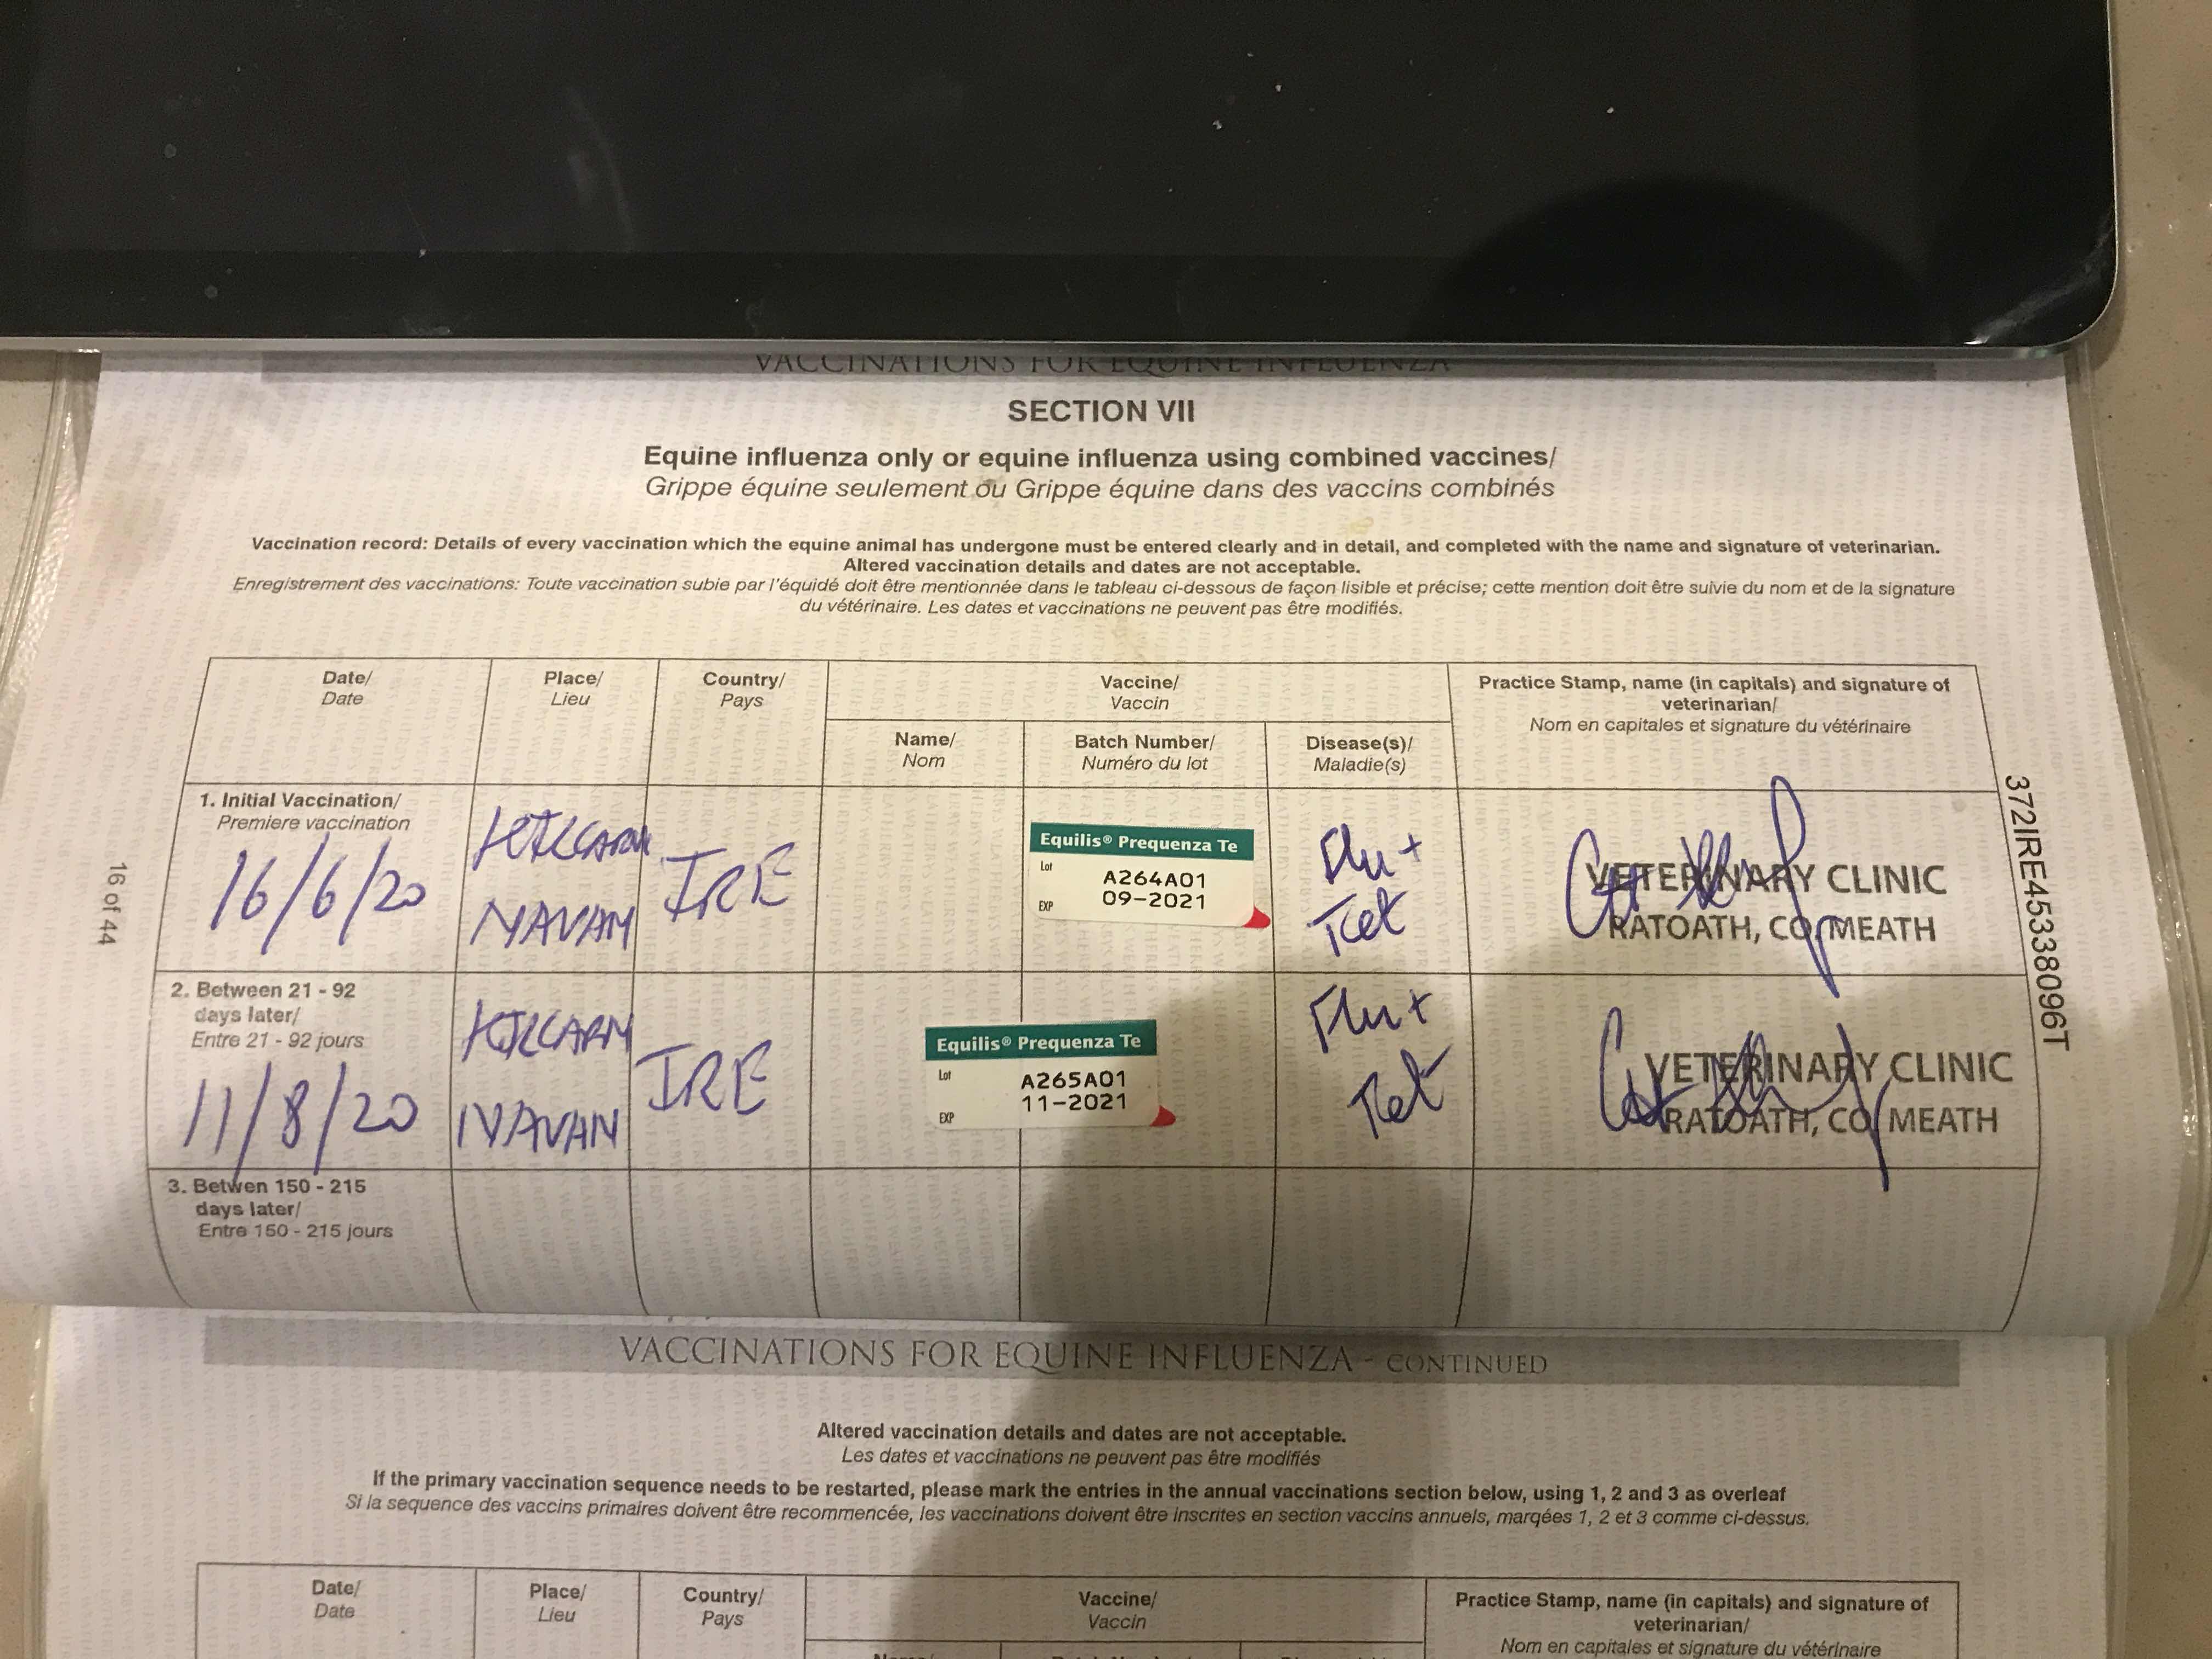 VACCINATIONS FOR EQUINE INFLUENZA
SECTION VII
Equine influenza only or equine influenza using combined vaccines/
Grippe équine seulement ou Grippe équine dans des vaccins combinés
Vaccination record: Details of every vaccination which the equine animal has undergone must be entered clearly and in detail, and completed with the name and signature of veterinarian.
Altered vaccination details and dates are not acceptable.
Enregistrement des vaccinations: Toute vaccination subie par l'équidé doit être mentionnée dans le tableau ci-dessous de façon lisible et précise; cette mention doit être suivie du nom et de la signature
du vétérinaire. Les dates et vaccinations ne peuvent pas être modifiés.
Date/
Date
Place/
Lieu
Country/
Pays
Vaccine/
Vaccin
Name/
Nom
Batch Number/
Numéro du lot
Disease(s)/
Maladie(s)
Practice Stamp, name (in capitals) and signature of
veterinarian/
Nom en capitales et signature du vétérinaire
1. Initial Vaccination/
Premiere vaccination
16/6/20
KILCARN
NAVAN
IRE
Equilis® Prequenza Te
Lot A264A01
EXP 09-2021
Flu +
Tet
VETERINARY CLINIC
RATOATH, CO. MEATH
2. Between 21 - 92
days later/
Entre 21 - 92 jours
11/8/20
KILCARN
NAVAN
IRE
Equilis® Prequenza Te
Lot A265A01
EXP 11-2021
Flu +
Tet
VETERINARY CLINIC
RATOATH, CO. MEATH
3. Betwen 150 - 215
days later/
Entre 150 - 215 jours
16 of 44
372IRE45338096T
VACCINATIONS FOR EQUINE INFLUENZA - CONTINUED
Altered vaccination details and dates are not acceptable.
Les dates et vaccinations ne peuvent pas être modifiés
If the primary vaccination sequence needs to be restarted, please mark the entries in the annual vaccinations section below, using 1, 2 and 3 as overleaf
Si la sequence des vaccins primaires doivent être recommencée, les vaccinations doivent être inscrites en section vaccins annuels, marqées 1, 2 et 3 comme ci-dessus.
Date/
Date
Place/
Lieu
Country/
Pays
Vaccine/
Vaccin
Practice Stamp, name (in capitals) and signature of
veterinarian/
Nom en capitales et signature du vétérinaire